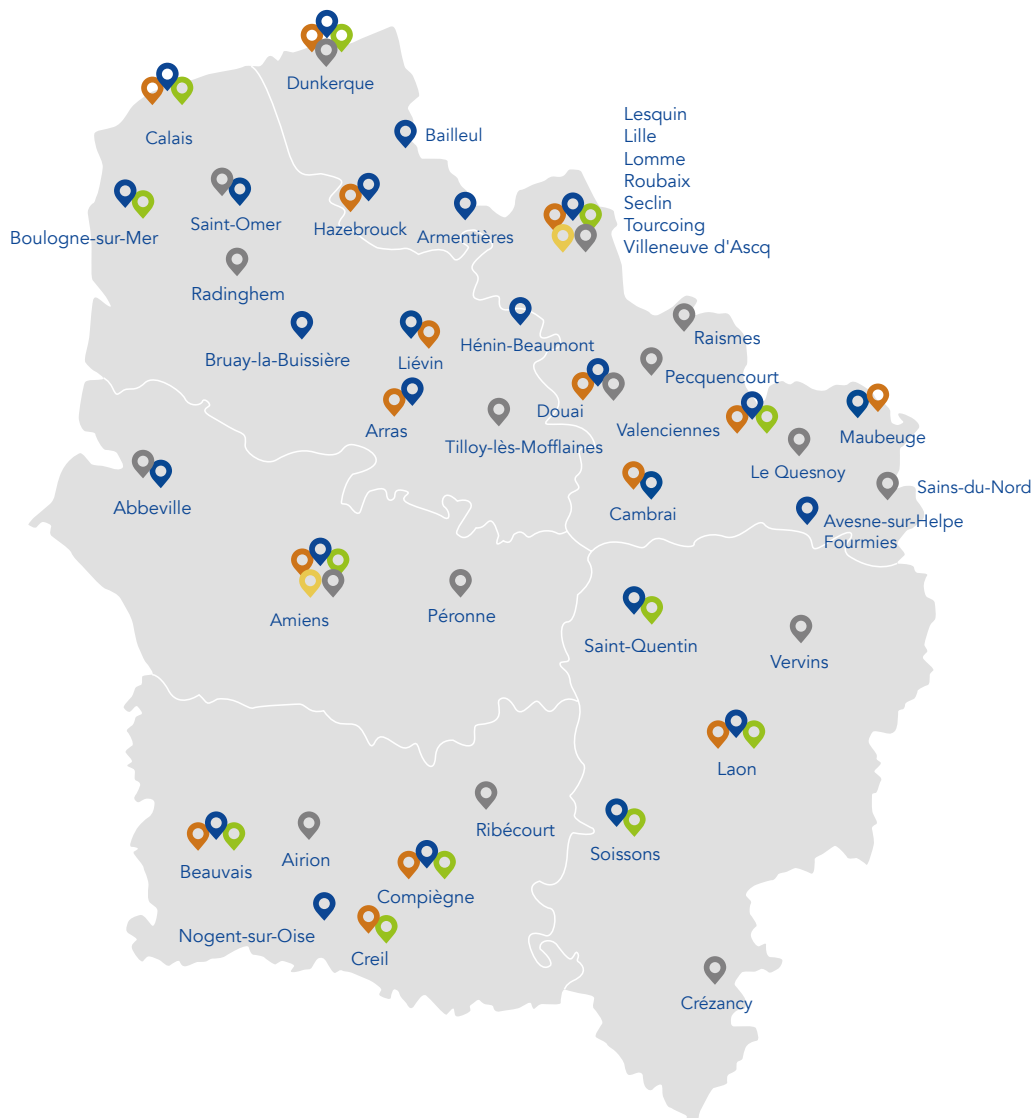 Dunkerque
Lesquin
Lille
Lomme
Roubaix
Seclin
Tourcoing
Villeneuve d'Ascq
Bailleul
Calais
Saint-Omer
Hazebrouck
Armentières
Boulogne-sur-Mer
Radinghem
Bruay-la-Buissière
Liévin
Hénin-Beaumont
Raismes
Pecquencourt
Douai
Arras
Tilloy-lès-Mofflaines
Valenciennes
Maubeuge
Le Quesnoy
Sains-du-Nord
Abbeville
Cambrai
Avesne-sur-Helpe
Fourmies
Amiens
Péronne
Saint-Quentin
Vervins
Laon
Ribécourt
Soissons
Beauvais
Airion
Compiègne
Nogent-sur-Oise
Creil
Crézancy